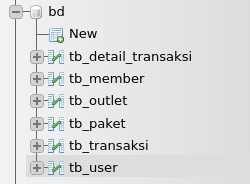 bd
New
tb_detail_transaksi
tb_member
tb_outlet
tb_paket
tb_transaksi
tb_user